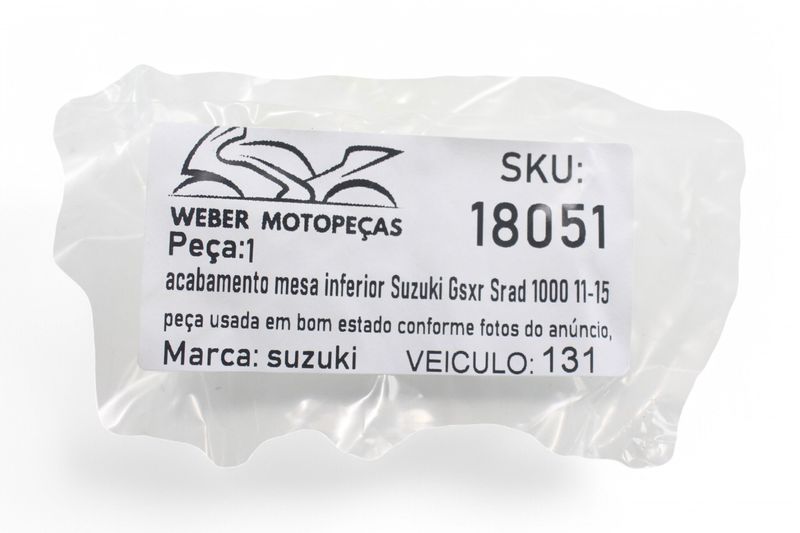 WEBER MOTOPEÇAS
SKU:
18051
Peça:1
acabamento mesa inferior Suzuki Gsxr Srad 1000 11-15
peça usada em bom estado conforme fotos do anúncio,
Marca: suzuki VEICULO: 131